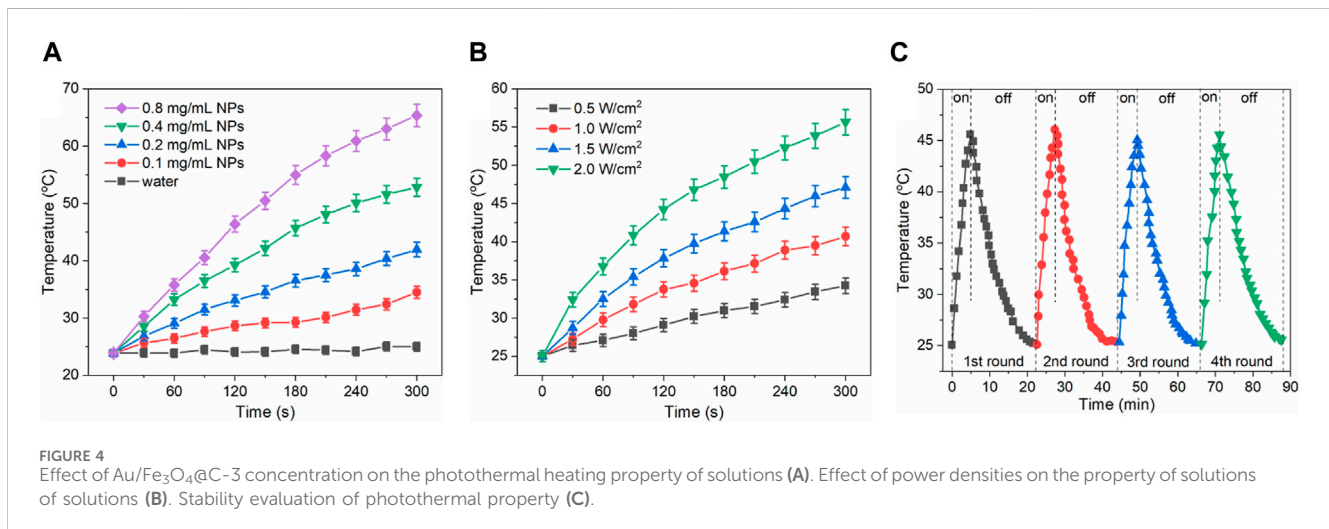 A
B
C
70
60
50
40
30
20
Temperature (°C)
0.8 mg/mL NPs
0.4 mg/mL NPs
0.2 mg/mL NPs
0.1 mg/mL NPs
water
0 60 120 180 240 300
Time (s)
60
55
50
45
40
35
30
25
20
Temperature (°C)
0.5 W/cm²
1.0 W/cm²
1.5 W/cm²
2.0 W/cm²
0 60 120 180 240 300
Time (s)
on off on off on off on off
50
45
40
35
30
25
20
Temperature (°C)
1st round 2nd round 3rd round 4th round
0 10 20 30 40 50 60 70 80 90
Time (min)
FIGURE 4
Effect of Au/Fe₃O₄@C-3 concentration on the photothermal heating property of solutions (A). Effect of power densities on the property of solutions
of solutions (B). Stability evaluation of photothermal property (C).